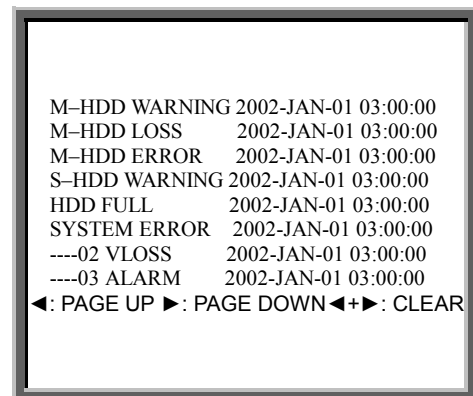 M–HDD WARNING 2002-JAN-01 03:00:00
M–HDD LOSS 2002-JAN-01 03:00:00
M–HDD ERROR 2002-JAN-01 03:00:00
S–HDD WARNING 2002-JAN-01 03:00:00
HDD FULL 2002-JAN-01 03:00:00
SYSTEM ERROR 2002-JAN-01 03:00:00
----02 VLOSS 2002-JAN-01 03:00:00
----03 ALARM 2002-JAN-01 03:00:00
◄: PAGE UP ►: PAGE DOWN◄+►: CLEAR